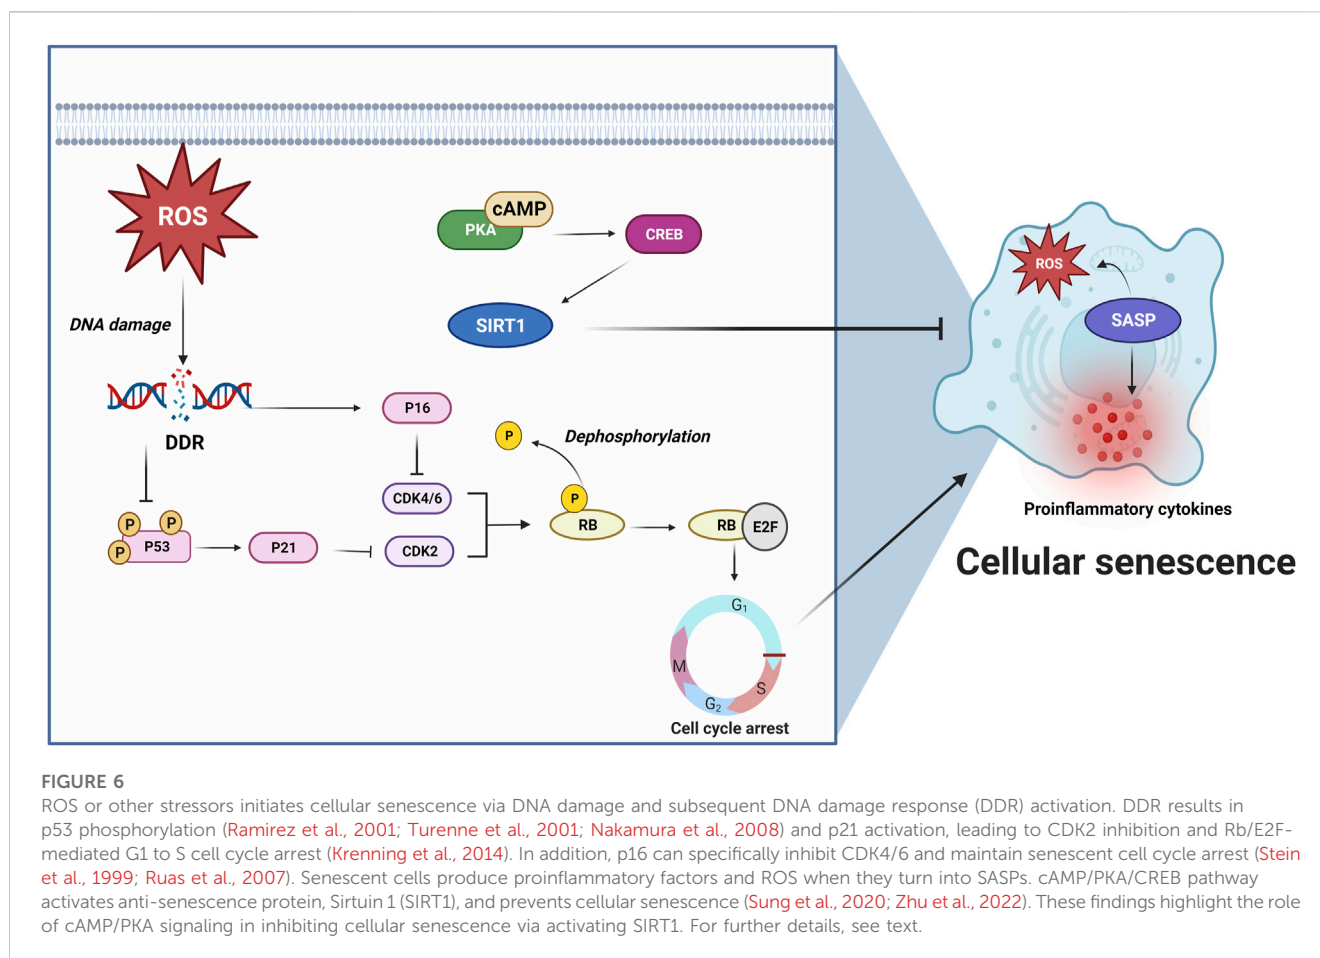 ROS
cAMP
PKA
CREB
SIRT1
DNA damage
DDR
P16
P
Dephosphorylation
CDK4/6
P
RB
RB
E2F
P
P
P
P53
P21
CDK2
G1
M
S
G2
Cell cycle arrest
ROS
SASP
Proinflammatory cytokines
Cellular senescence
FIGURE 6
ROS or other stressors initiates cellular senescence via DNA damage and subsequent DNA damage response (DDR) activation. DDR results in
p53 phosphorylation (Ramirez et al., 2001; Turenne et al., 2001; Nakamura et al., 2008) and p21 activation, leading to CDK2 inhibition and Rb/E2F-
mediated G1 to S cell cycle arrest (Krenning et al., 2014). In addition, p16 can specifically inhibit CDK4/6 and maintain senescent cell cycle arrest (Stein
et al., 1999; Ruas et al., 2007). Senescent cells produce proinflammatory factors and ROS when they turn into SASPs. cAMP/PKA/CREB pathway
activates anti-senescence protein, Sirtuin 1 (SIRT1), and prevents cellular senescence (Sung et al., 2020; Zhu et al., 2022). These findings highlight the role
of cAMP/PKA signaling in inhibiting cellular senescence via activating SIRT1. For further details, see text.